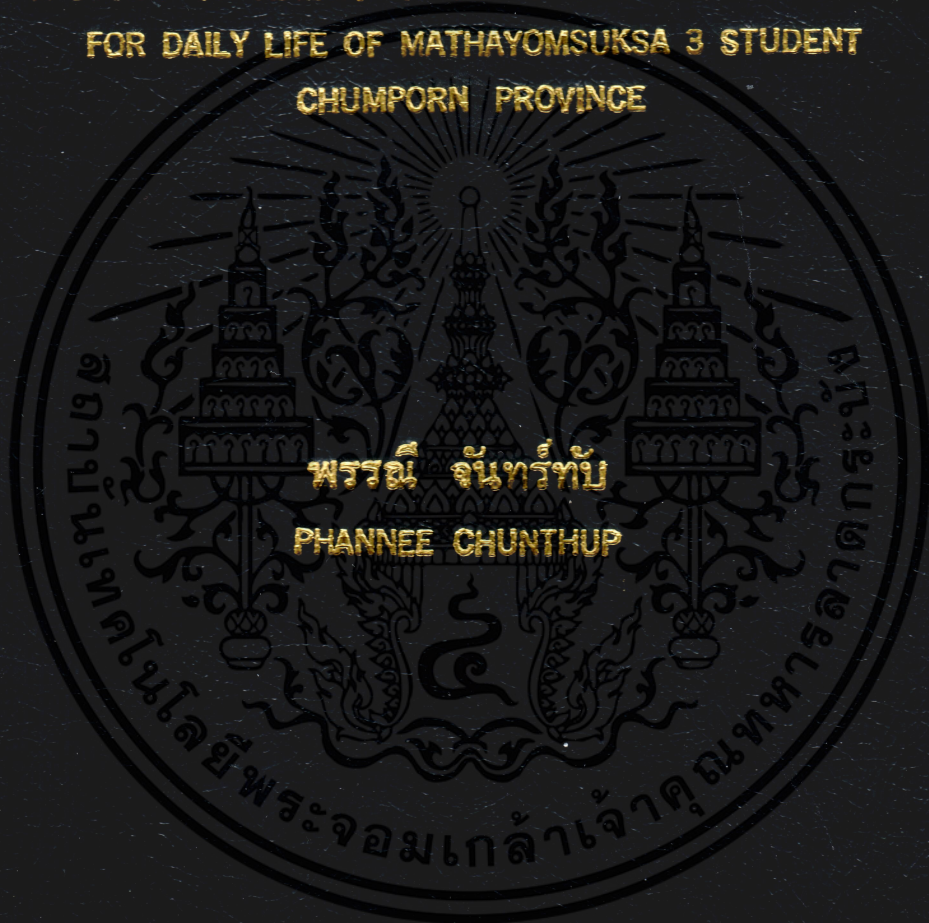 FOR DAILY LIFE OF MATHAYOMSUKSA 3 STUDENT
CHUMPORN PROVINCE
พรรณี จันทร์ทับ
PHANNEE CHUNTHUP
สถาบันเทคโนโลยีพระจอมเกล้าเจ้าคุณทหารลาดกระบัง
๔